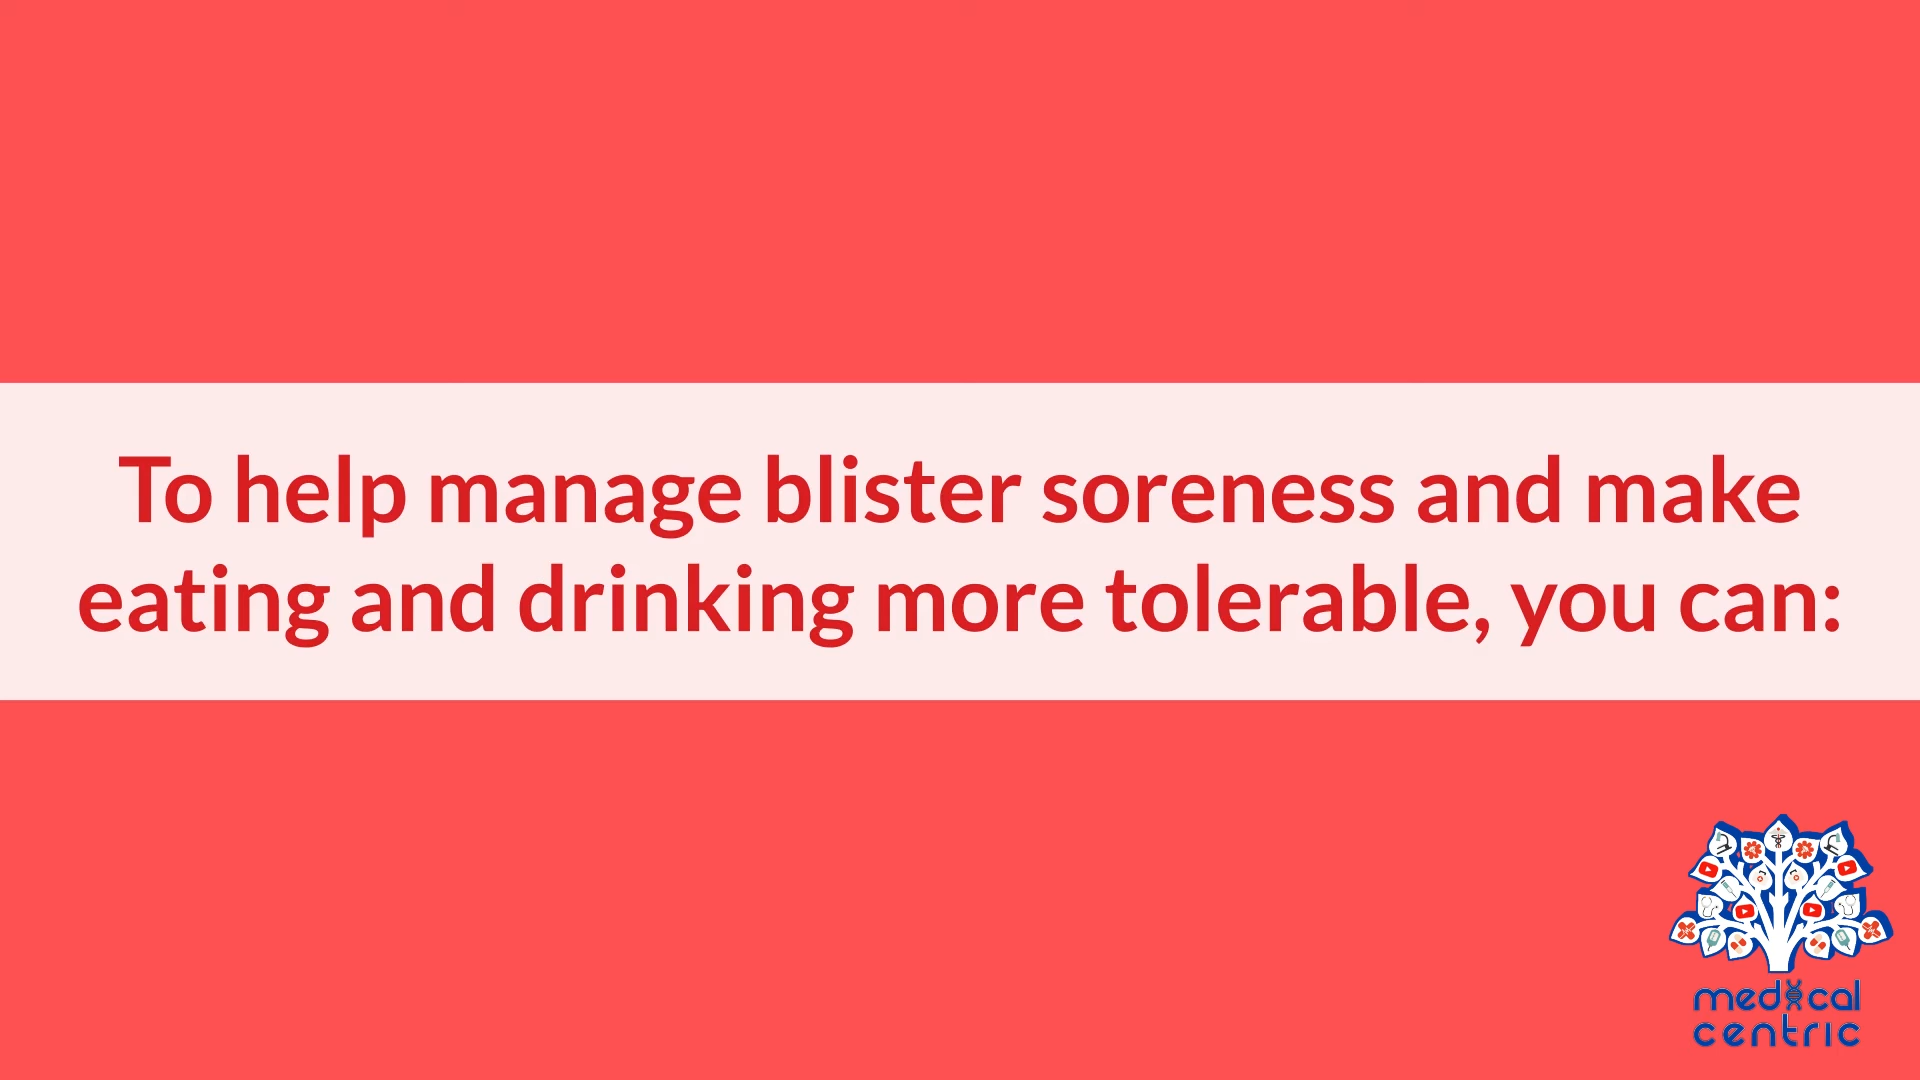 To help manage blister soreness and make
eating and drinking more tolerable, you can:
medical
centric